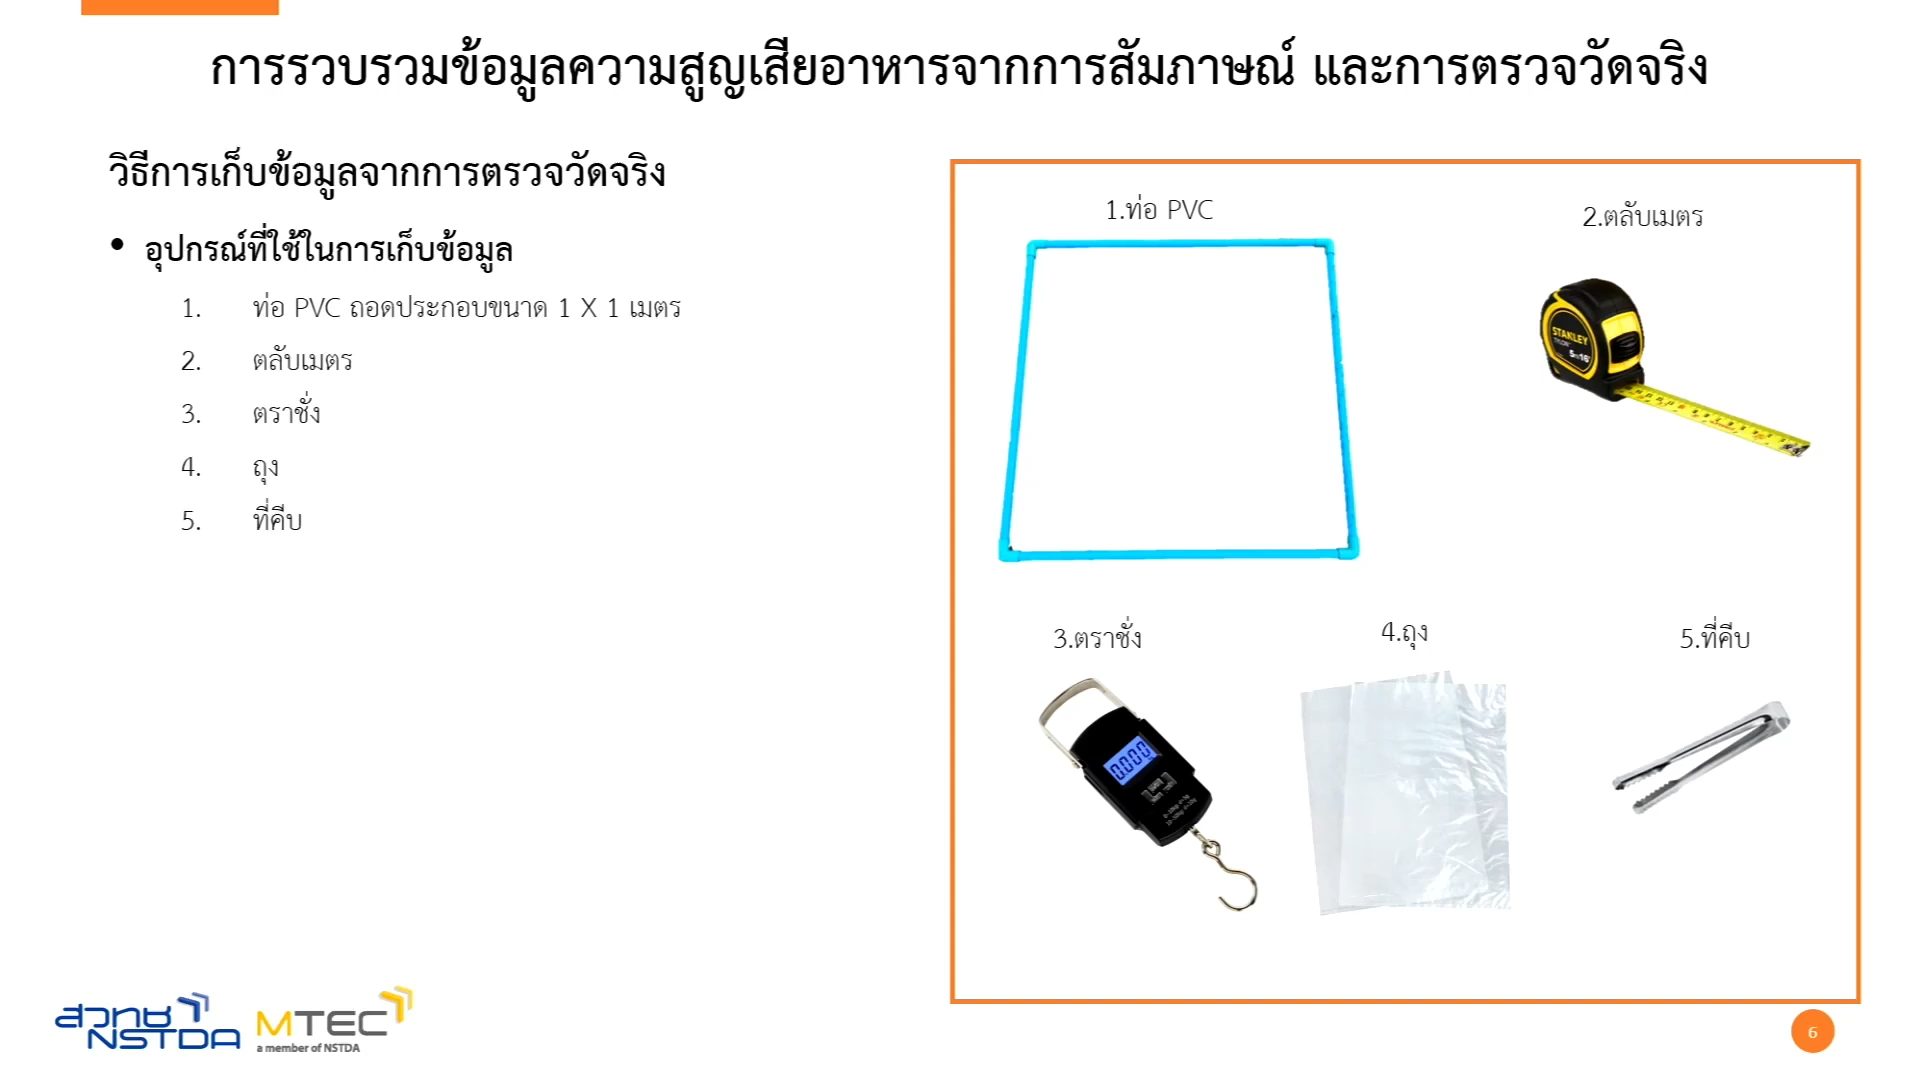 การรวบรวมข้อมูลความสูญเสียอาหารจากการสัมภาษณ์ และการตรวจวัดจริง
วิธีการเก็บข้อมูลจากการตรวจวัดจริง
• อุปกรณ์ที่ใช้ในการเก็บข้อมูล
1. ท่อ PVC ถอดประกอบขนาด 1 X 1 เมตร
2. ตลับเมตร
3. ตราชั่ง
4. ถุง
5. ที่คีบ
1.ท่อ PVC
2.ตลับเมตร
STANLEY
TYLON
5m16'
3.ตราชั่ง
4.ถุง
5.ที่คีบ
0.000
สวทช
NSTDA
MTEC
a member of NSTDA
6